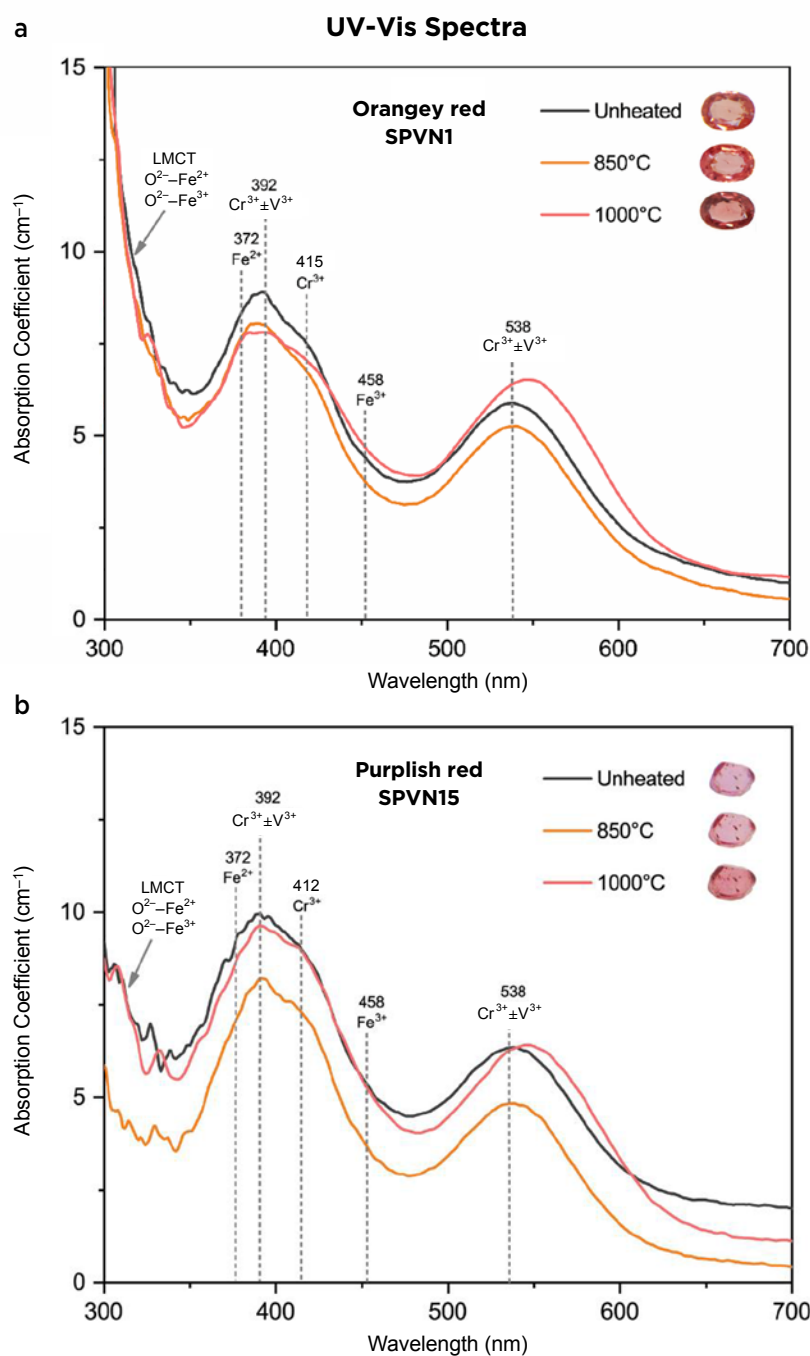 UV-Vis Spectra
a
15
10
5
0
Absorption Coefficient (cm⁻¹)
Orangey red
SPVN1
Unheated
850°C
1000°C
LMCT
O²⁻–Fe²⁺
O²⁻–Fe³⁺
392
Cr³⁺±V³⁺
372
Fe²⁺
415
Cr³⁺
458
Fe³⁺
538
Cr³⁺±V³⁺
300 400 500 600 700
Wavelength (nm)
b
15
10
5
0
Absorption Coefficient (cm⁻¹)
Purplish red
SPVN15
Unheated
850°C
1000°C
LMCT
O²⁻–Fe²⁺
O²⁻–Fe³⁺
392
Cr³⁺±V³⁺
372
Fe²⁺
412
Cr³⁺
458
Fe³⁺
538
Cr³⁺±V³⁺
300 400 500 600 700
Wavelength (nm)